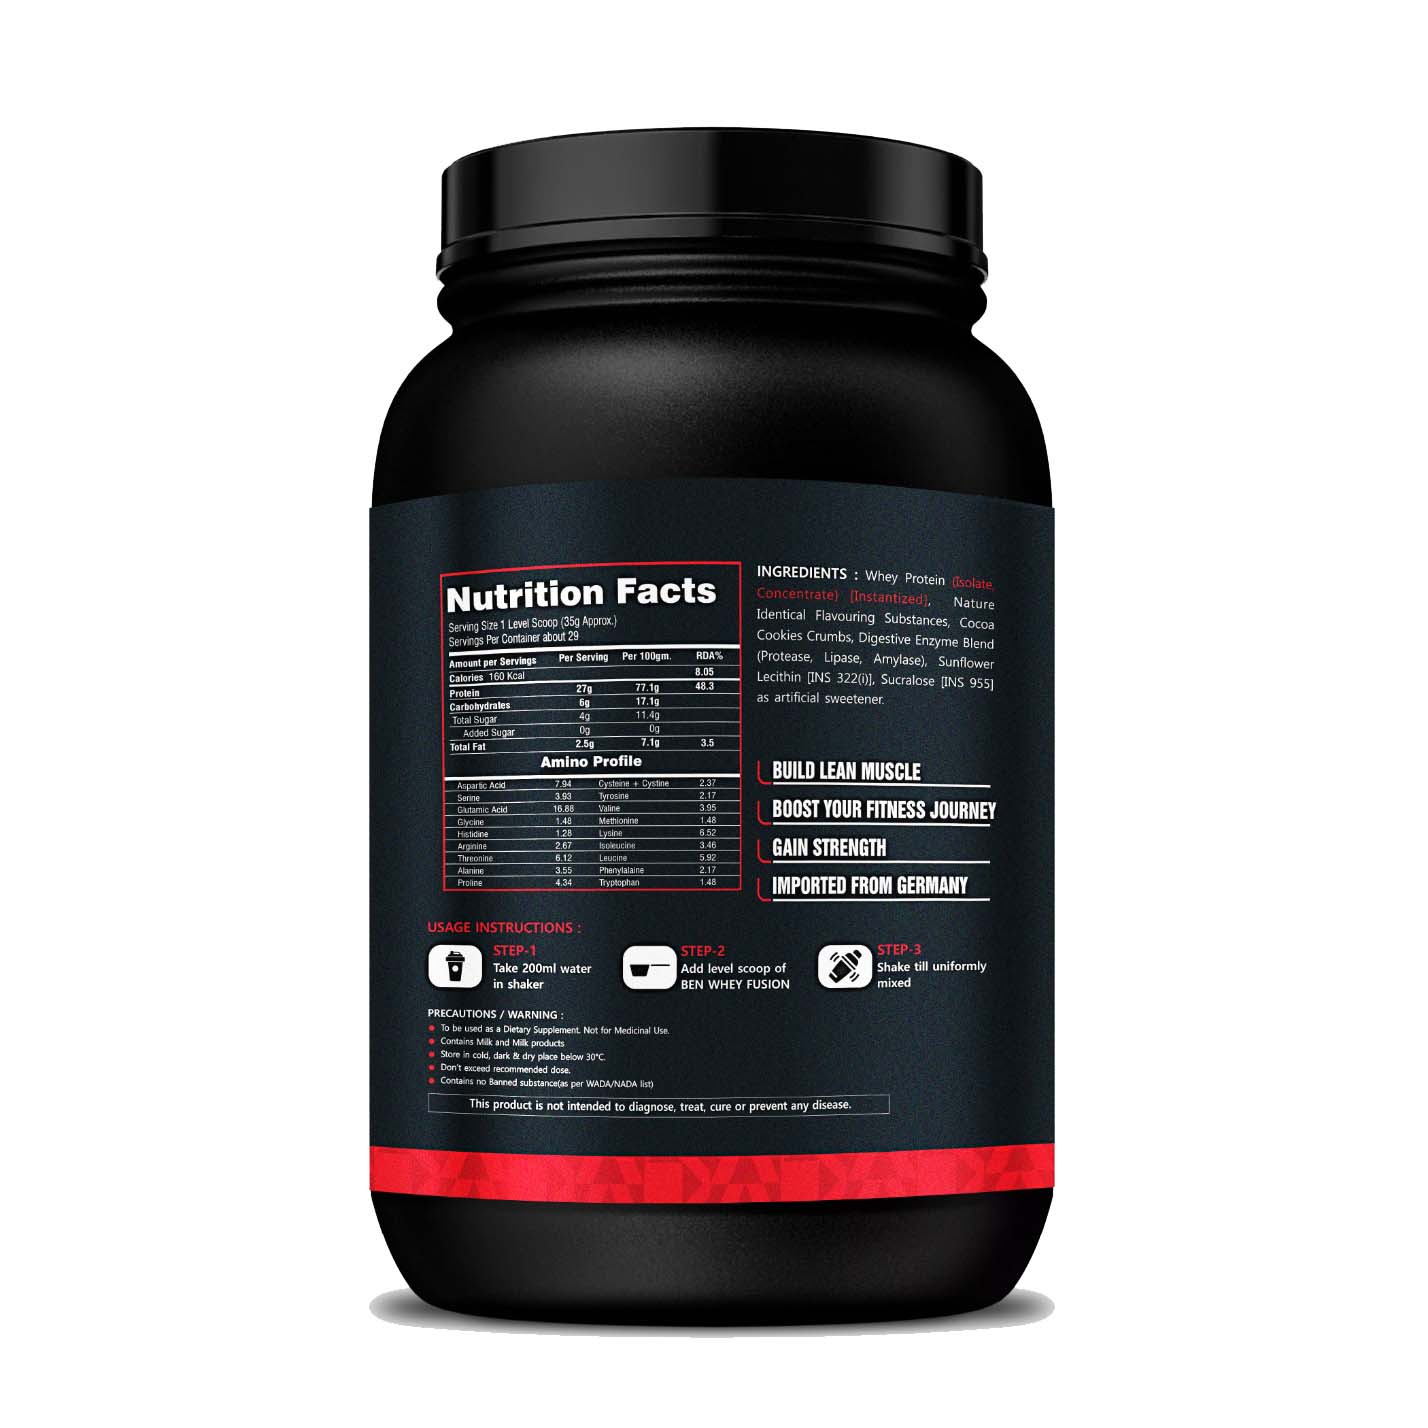 Nutrition Facts
Serving Size 1 Level Scoop (35g Approx.)
Servings Per Container about 29
Amount per Servings Per Serving Per 100gm. RDA%
Calories 160 Kcal 8.05
Protein 27g 77.1g 48.3
Carbohydrates 6g 17.1g
Total Sugar 4g 11.4g
Added Sugar 0g 0g
Total Fat 2.5g 7.1g 3.5
Amino Profile
Aspartic Acid 7.94 Cysteine + Cystine 2.37
Serine 3.93 Tyrosine 2.17
Glutamic Acid 16.88 Valine 3.95
Glycine 1.48 Methionine 1.48
Histidine 1.28 Lysine 6.52
Arginine 2.67 Isoleucine 3.46
Threonine 6.12 Leucine 5.92
Alanine 3.55 Phenylalaine 2.17
Proline 4.34 Tryptophan 1.48
INGREDIENTS : Whey Protein (Isolate,
Concentrate) [Instantized], Nature
Identical Flavouring Substances, Cocoa
Cookies Crumbs, Digestive Enzyme Blend
(Protease, Lipase, Amylase), Sunflower
Lecithin [INS 322(i)], Sucralose [INS 955]
as artificial sweetener.
BUILD LEAN MUSCLE
BOOST YOUR FITNESS JOURNEY
GAIN STRENGTH
IMPORTED FROM GERMANY
USAGE INSTRUCTIONS :
STEP-1
Take 200ml water
in shaker
STEP-2
Add level scoop of
BEN WHEY FUSION
STEP-3
Shake till uniformly
mixed
PRECAUTIONS / WARNING :
To be used as a Dietary Supplement. Not for Medicinal Use.
Contains Milk and Milk products
Store in cold, dark & dry place below 30°C.
Don't exceed recommended dose.
Contains no Banned substance(as per WADA/NADA list)
This product is not intended to diagnose, treat, cure or prevent any disease.